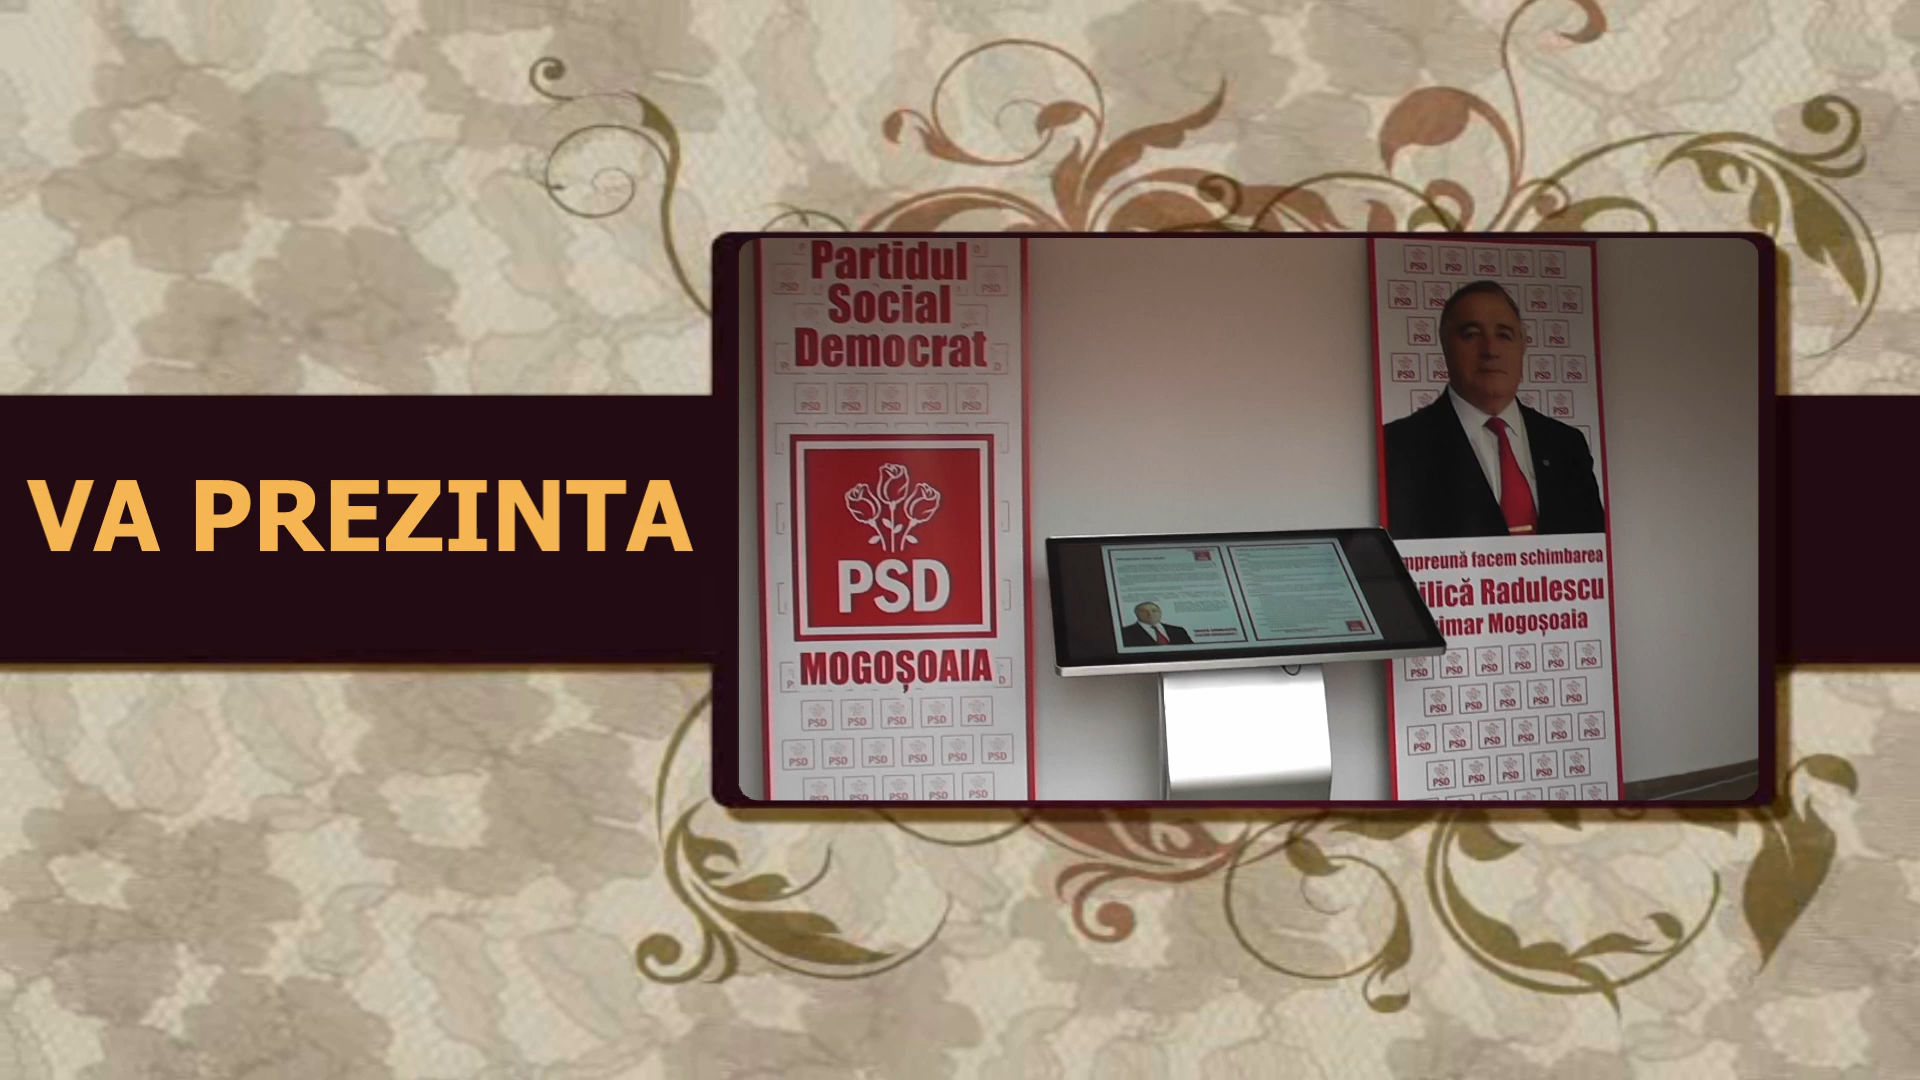 VA PREZINTA
Partidul
Social
Democrat
PSD
MOGOȘOAIA
mpreună facem schimbarea
ilică Radulescu
imar Mogoșoaia